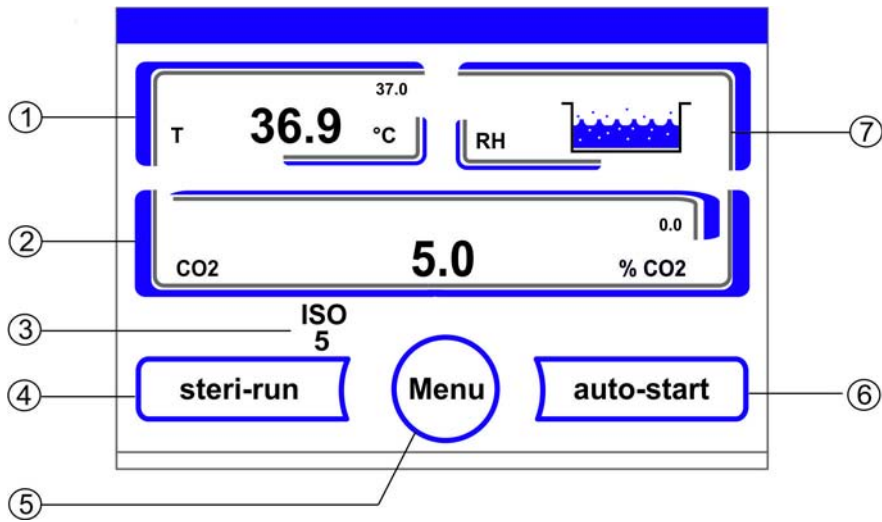 ① 37.0 ⑦
T 36.9 °C RH
② 0.0
CO2 5.0 % CO2
③ ISO
5
④ steri-run Menu auto-start ⑥
⑤